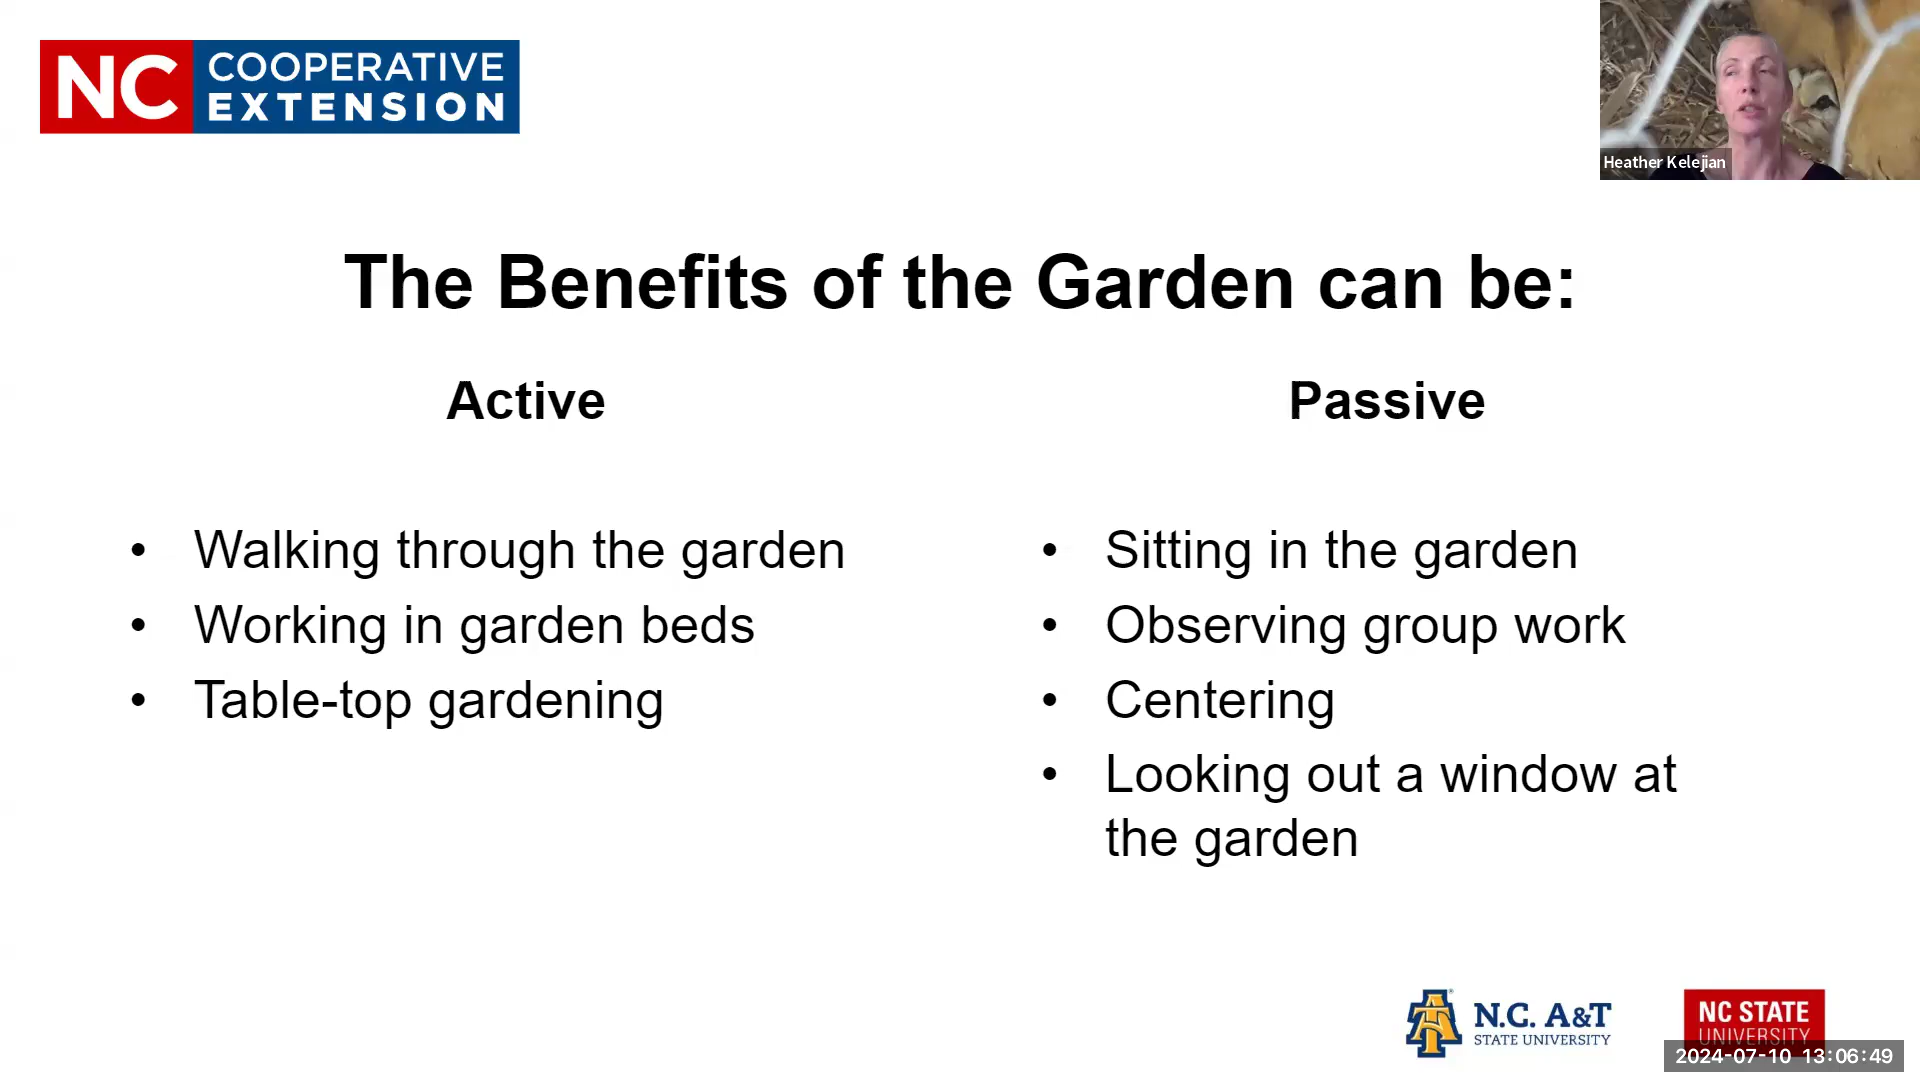 NC COOPERATIVE
EXTENSION
Heather Kelejian
The Benefits of the Garden can be:
Active
• Walking through the garden
• Working in garden beds
• Table-top gardening
Passive
• Sitting in the garden
• Observing group work
• Centering
• Looking out a window at
the garden
N.C. A&T
STATE UNIVERSITY
NC STATE
UNIVERSITY
2024-07-10 13:06:49